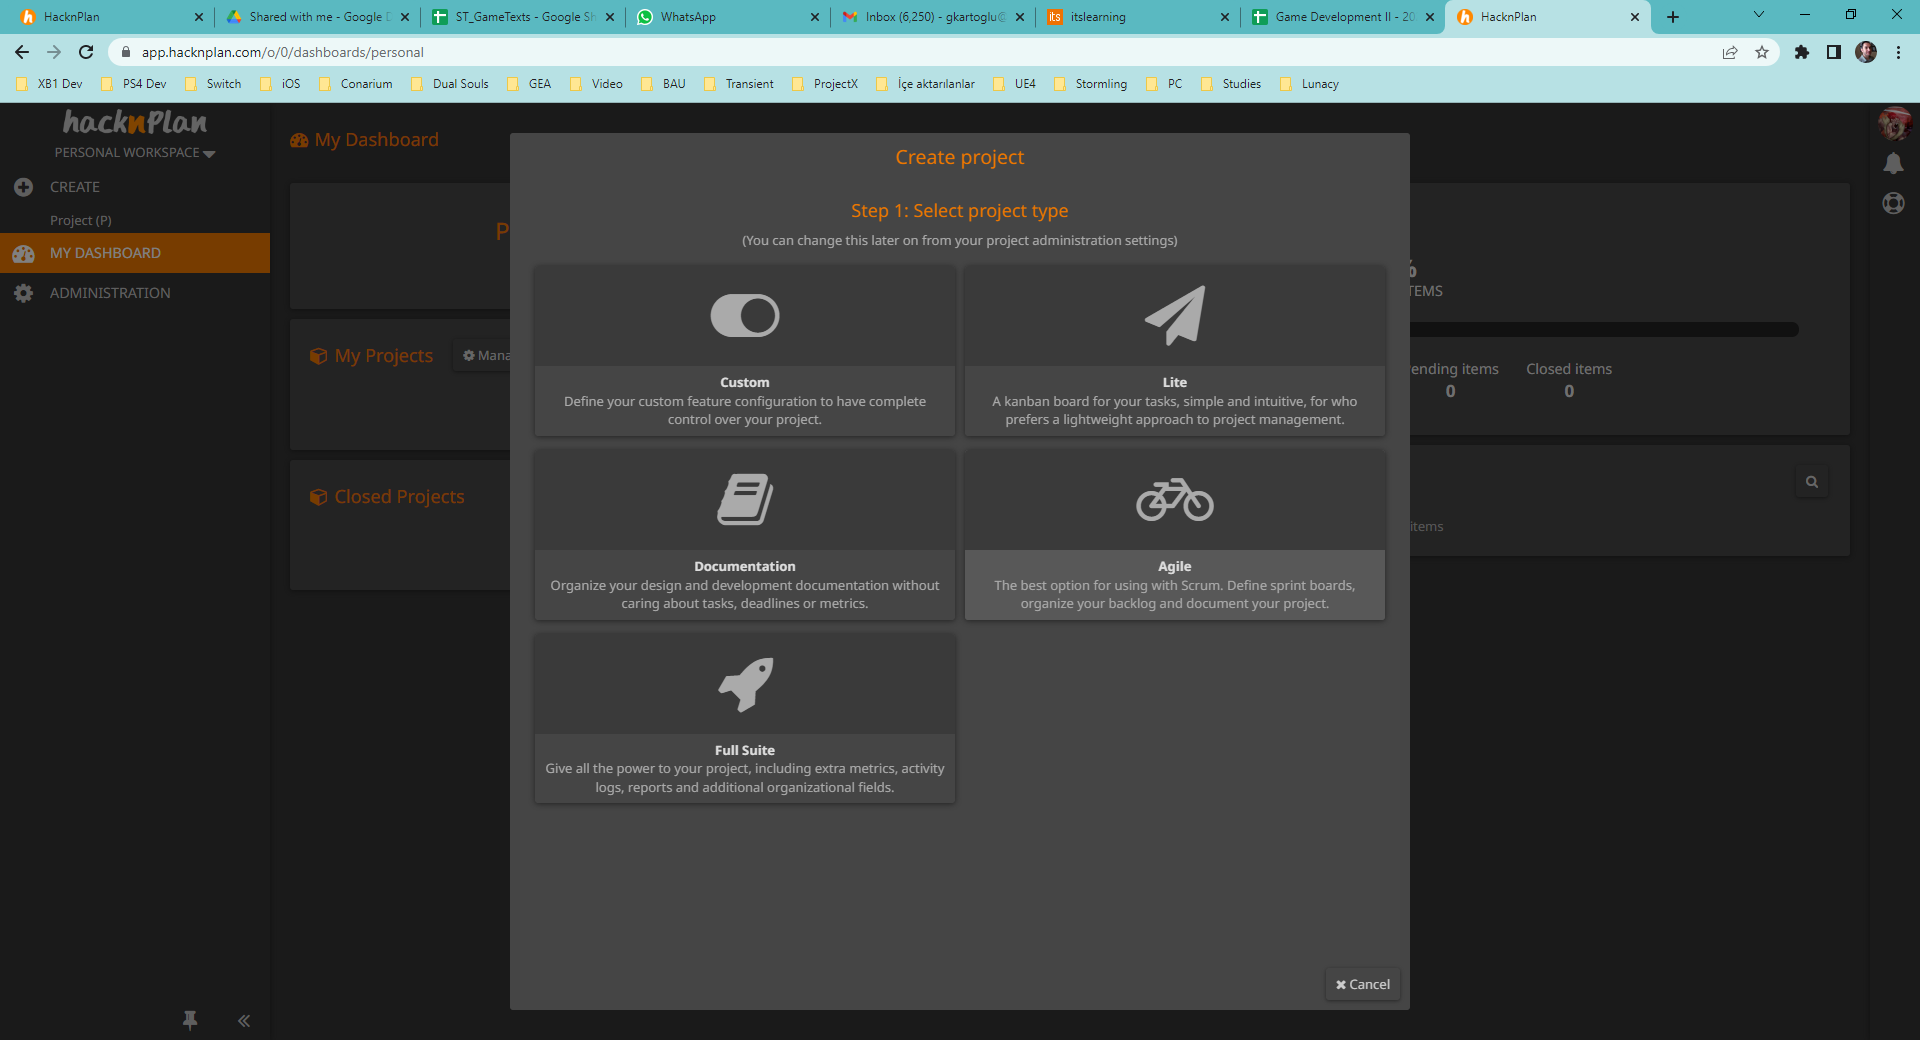 HacknPlan
Shared with me - Google D
ST_GameTexts - Google Sh
WhatsApp
Inbox (6,250) - gkartoglu@
itslearning
Game Development II - 20
HacknPlan
app.hacknplan.com/o/0/dashboards/personal
XB1 Dev
PS4 Dev
Switch
iOS
Conarium
Dual Souls
GEA
Video
BAU
Transient
ProjectX
İçe aktarılanlar
UE4
Stormling
PC
Studies
Lunacy
hacknPlan
PERSONAL WORKSPACE
CREATE
Project (P)
MY DASHBOARD
ADMINISTRATION
My Dashboard
P
My Projects
Mana
Closed Projects
Create project
Step 1: Select project type
(You can change this later on from your project administration settings)
Custom
Define your custom feature configuration to have complete
control over your project.
Lite
A kanban board for your tasks, simple and intuitive, for who
prefers a lightweight approach to project management.
Documentation
Organize your design and development documentation without
caring about tasks, deadlines or metrics.
Agile
The best option for using with Scrum. Define sprint boards,
organize your backlog and document your project.
Full Suite
Give all the power to your project, including extra metrics, activity
logs, reports and additional organizational fields.
Cancel
%
TEMS
ending items
0
Closed items
0
items